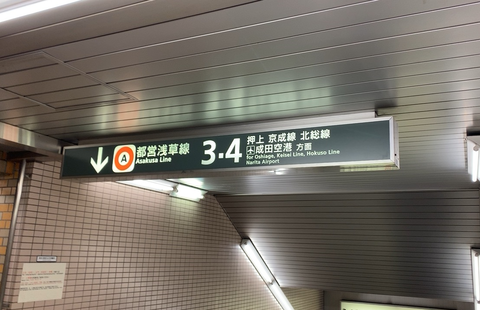 A
都営浅草線
Asakusa Line
3・4
押上 京成線 北総線
成田空港 方面
for Oshiage, Keisei Line, Hokuso Line
Narita Airport